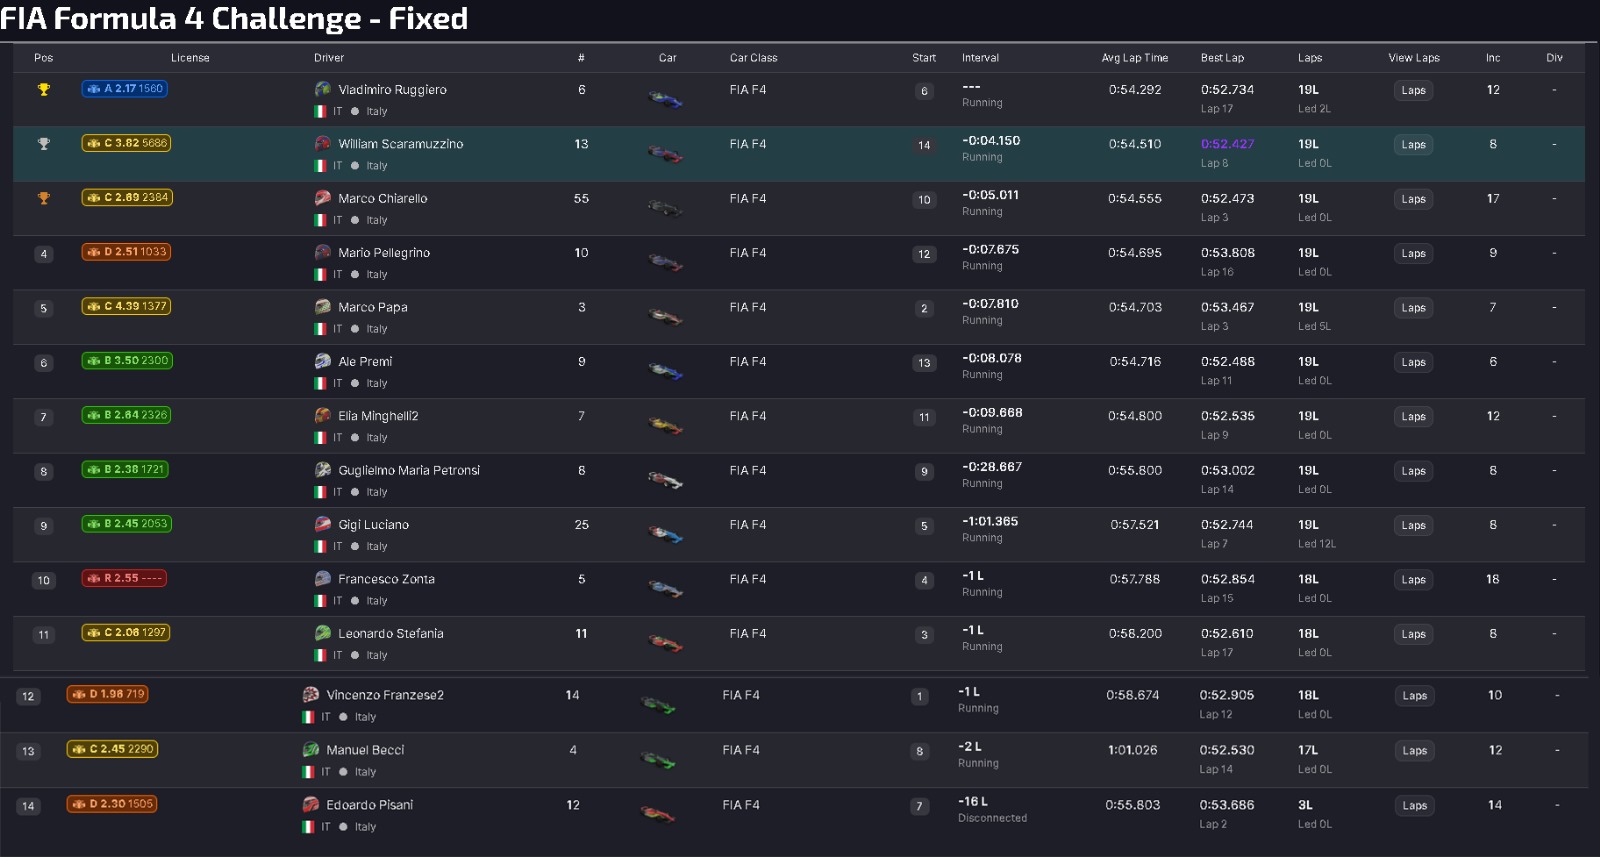 FIA Formula 4 Challenge - Fixed
Pos License Driver # Car Car Class Start Interval Avg Lap Time Best Lap Laps View Laps Inc Div
A 2.17 1560 Vladimiro Ruggiero 6 FIA F4 6 --- 0:54.292 0:52.734 19L Laps 12 -
IT Italy Running Lap 17 Led 2L
C 3.82 5686 William Scaramuzzino 13 FIA F4 14 -0:04.150 0:54.510 0:52.427 19L Laps 8 -
IT Italy Running Lap 8 Led 0L
C 2.69 2384 Marco Chiarello 55 FIA F4 10 -0:05.011 0:54.555 0:52.473 19L Laps 17 -
IT Italy Running Lap 3 Led 0L
4 D 2.51 1033 Mario Pellegrino 10 FIA F4 12 -0:07.675 0:54.695 0:53.808 19L Laps 9 -
IT Italy Running Lap 16 Led 0L
5 C 4.39 1377 Marco Papa 3 FIA F4 2 -0:07.810 0:54.703 0:53.467 19L Laps 7 -
IT Italy Running Lap 3 Led 5L
6 B 3.50 2300 Ale Premi 9 FIA F4 13 -0:08.078 0:54.716 0:52.488 19L Laps 6 -
IT Italy Running Lap 11 Led 0L
7 B 2.64 2326 Elia Minghelli2 7 FIA F4 11 -0:09.668 0:54.800 0:52.535 19L Laps 12 -
IT Italy Running Lap 9 Led 0L
8 B 2.38 1721 Guglielmo Maria Petronsi 8 FIA F4 9 -0:28.667 0:55.800 0:53.002 19L Laps 8 -
IT Italy Running Lap 14 Led 0L
9 B 2.45 2053 Gigi Luciano 25 FIA F4 5 -1:01.365 0:57.521 0:52.744 19L Laps 8 -
IT Italy Running Lap 7 Led 12L
10 R 2.55 ---- Francesco Zonta 5 FIA F4 4 -1 L 0:57.788 0:52.854 18L Laps 18 -
IT Italy Running Lap 15 Led 0L
11 C 2.06 1297 Leonardo Stefania 11 FIA F4 3 -1 L 0:58.200 0:52.610 18L Laps 8 -
IT Italy Running Lap 17 Led 0L
12 D 1.98 719 Vincenzo Franzese2 14 FIA F4 1 -1 L 0:58.674 0:52.905 18L Laps 10 -
IT Italy Running Lap 12 Led 0L
13 C 2.45 2290 Manuel Becci 4 FIA F4 8 -2 L 1:01.026 0:52.530 17L Laps 12 -
IT Italy Running Lap 14 Led 0L
14 D 2.30 1505 Edoardo Pisani 12 FIA F4 7 -16 L 0:55.803 0:53.686 3L Laps 14 -
IT Italy Disconnected Lap 2 Led 0L